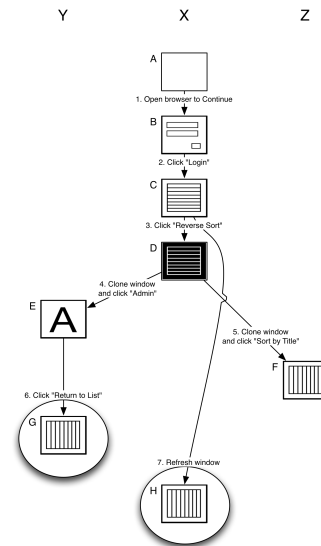 Y X Z
A
1. Open browser to Continue
B
2. Click "Login"
C
3. Click "Reverse Sort"
D
4. Clone window
and click "Admin"
E
A
5. Clone window
and click "Sort by Title"
F
6. Click "Return to List"
G
7. Refresh window
H